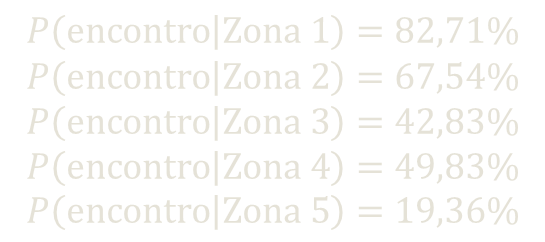 P(encontro|Zona 1) = 82,71%
P(encontro|Zona 2) = 67,54%
P(encontro|Zona 3) = 42,83%
P(encontro|Zona 4) = 49,83%
P(encontro|Zona 5) = 19,36%